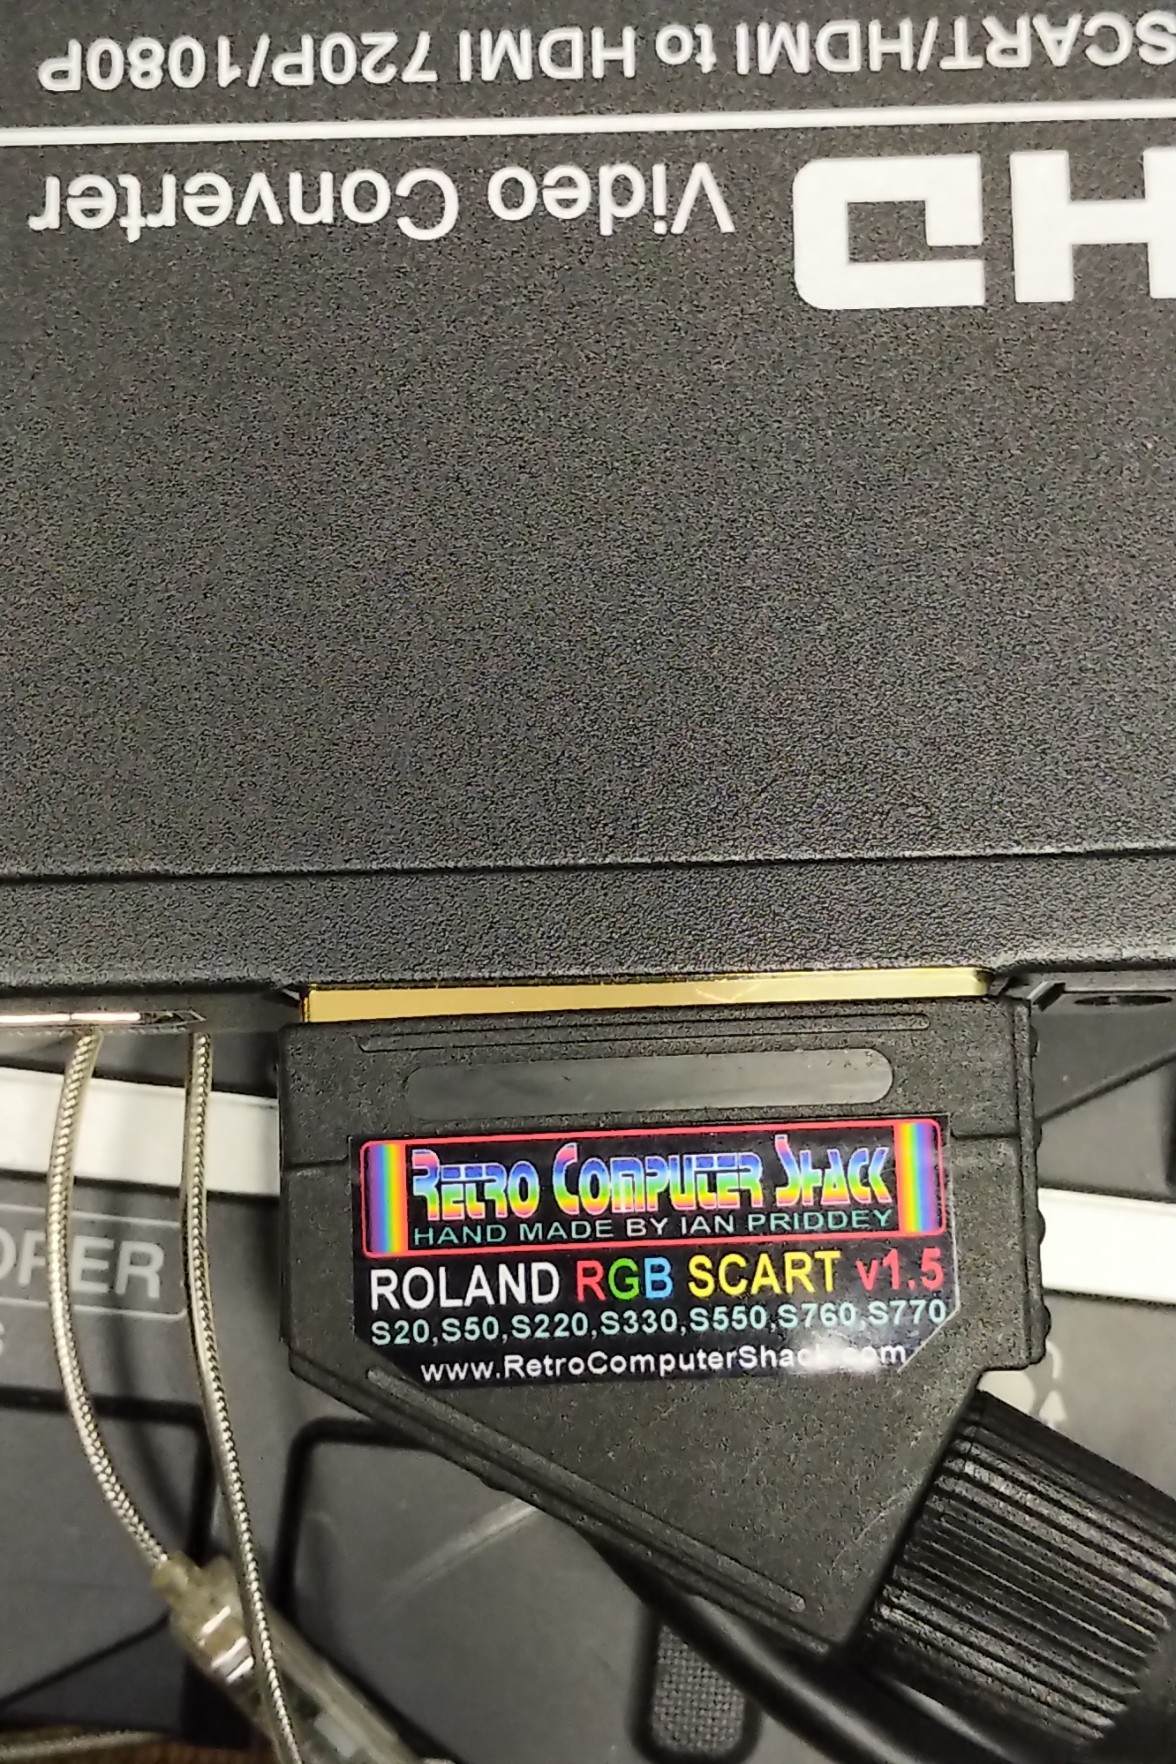 SCART/HDMI to HDMI 720P/1080P
HD Video Converter
RETRO COMPUTER SHACK
HAND MADE BY IAN PRIDDEY
ROLAND RGB SCART v1.5
S20,S50,S220,S330,S550,S760,S770
www.RetroComputerShack.com